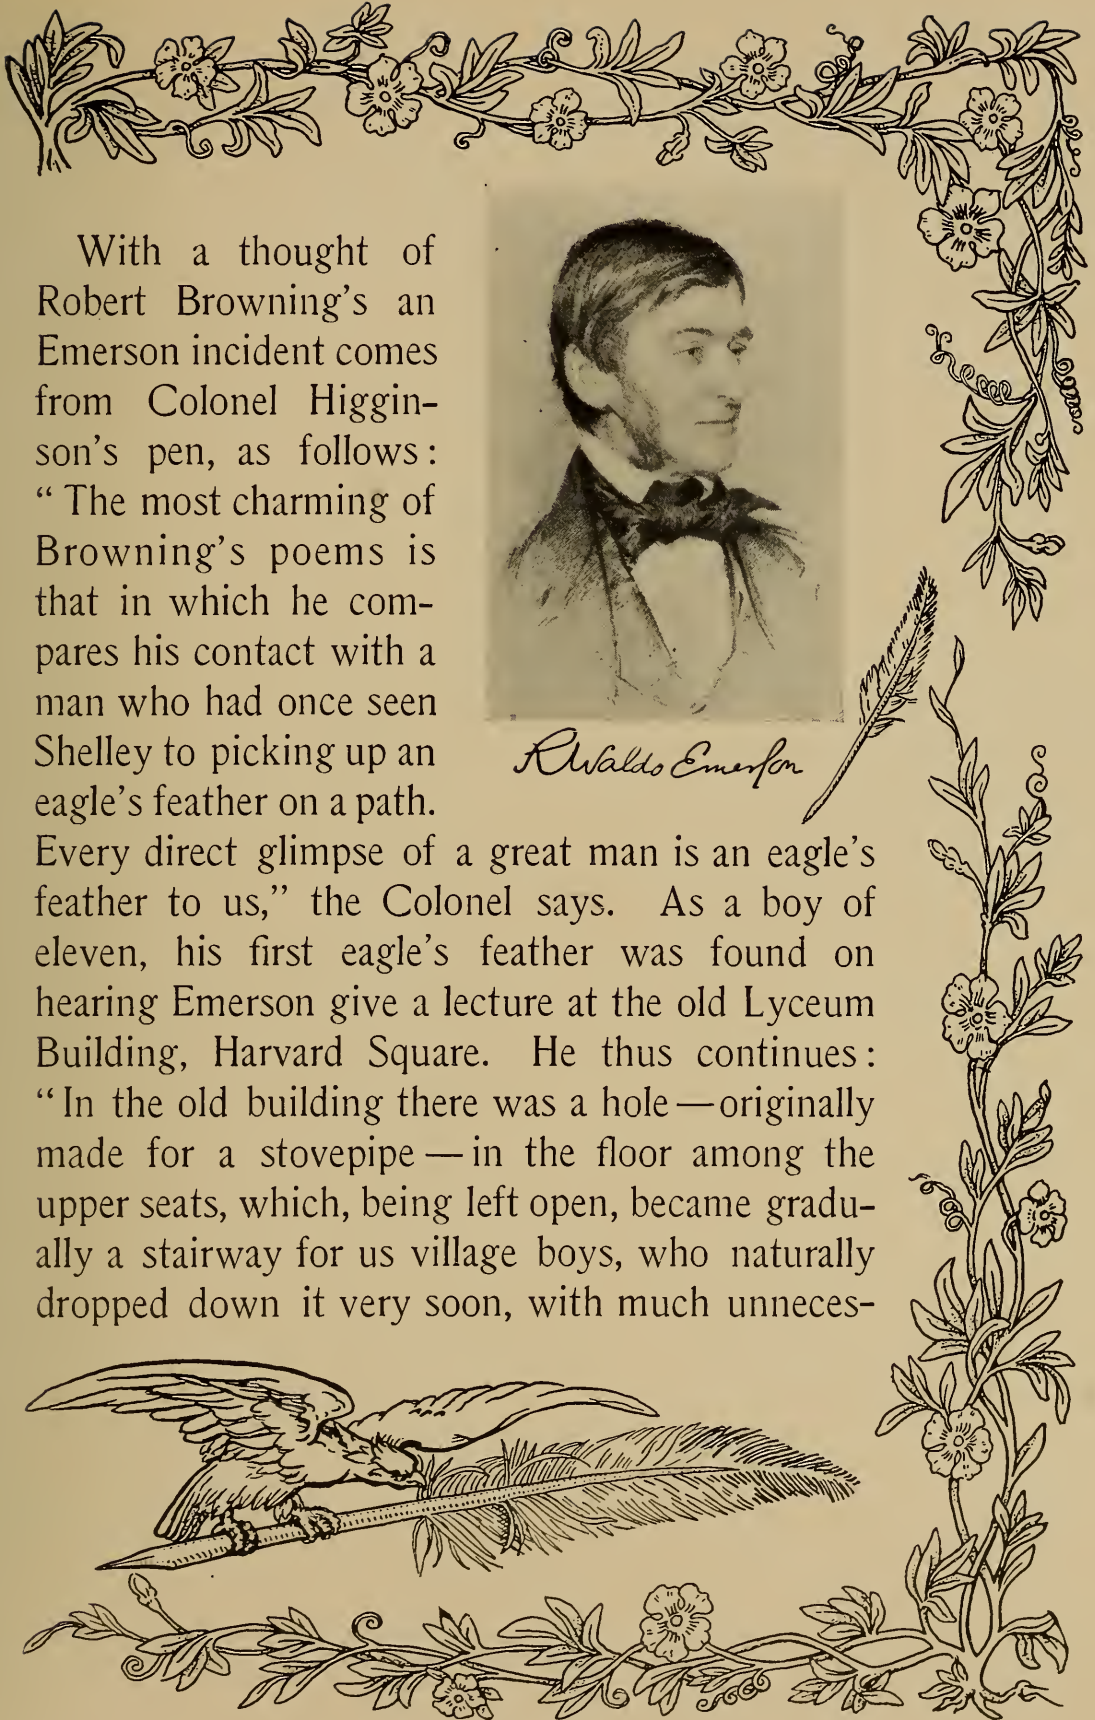 With a thought of
Robert Browning's an
Emerson incident comes
from Colonel Higgin-
son's pen, as follows:
“The most charming of
Browning's poems is
that in which he com-
pares his contact with a
man who had once seen
Shelley to picking up an
eagle's feather on a path.
R Waldo Emerson
Every direct glimpse of a great man is an eagle's
feather to us,” the Colonel says. As a boy of
eleven, his first eagle's feather was found on
hearing Emerson give a lecture at the old Lyceum
Building, Harvard Square. He thus continues:
“In the old building there was a hole—originally
made for a stovepipe—in the floor among the
upper seats, which, being left open, became gradu-
ally a stairway for us village boys, who naturally
dropped down it very soon, with much unneces-